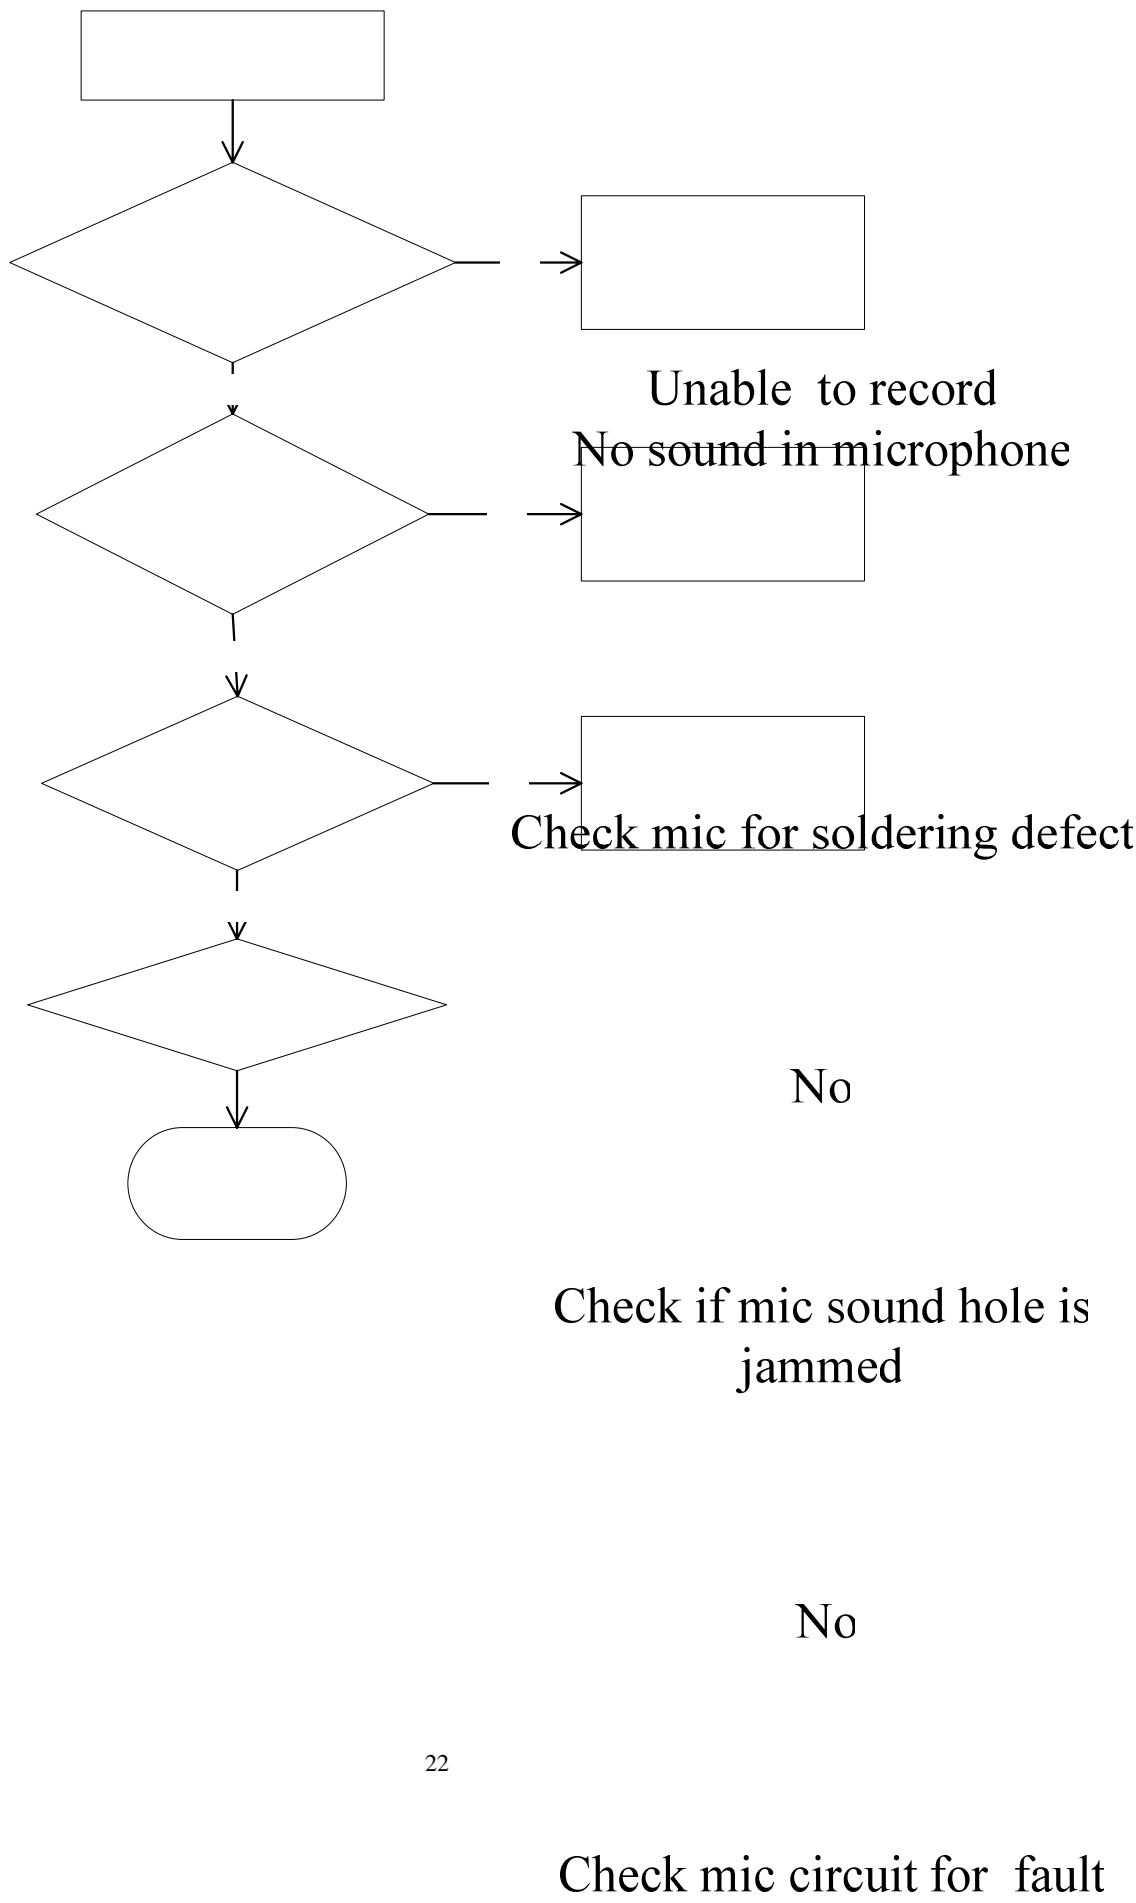 Unable  to record
No sound in microphone
Check mic for soldering defect
No
Check if mic sound hole is
jammed
No
22
Check mic circuit for  fault